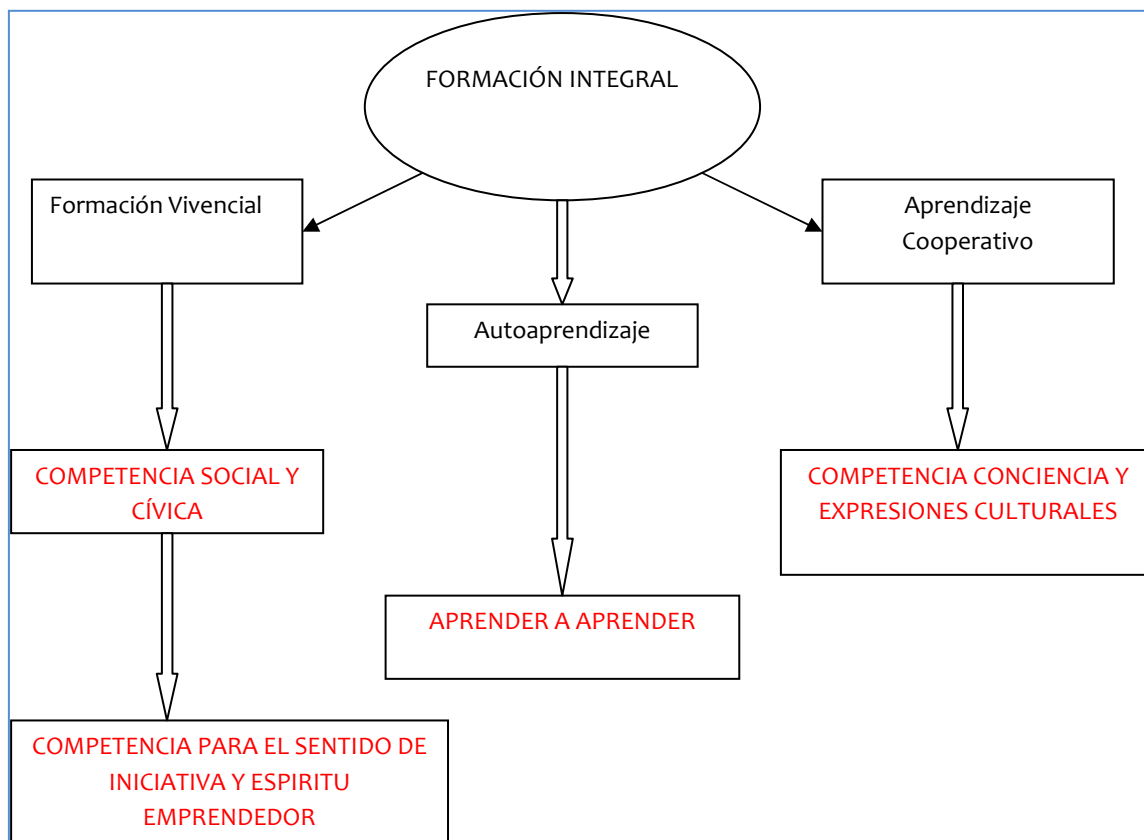 FORMACIÓN INTEGRAL
Formación Vivencial
Aprendizaje
Cooperativo
Autoaprendizaje
COMPETENCIA SOCIAL Y
CÍVICA
COMPETENCIA CONCIENCIA Y
EXPRESIONES CULTURALES
APRENDER A APRENDER
COMPETENCIA PARA EL SENTIDO DE
INICIATIVA Y ESPIRITU
EMPRENDEDOR